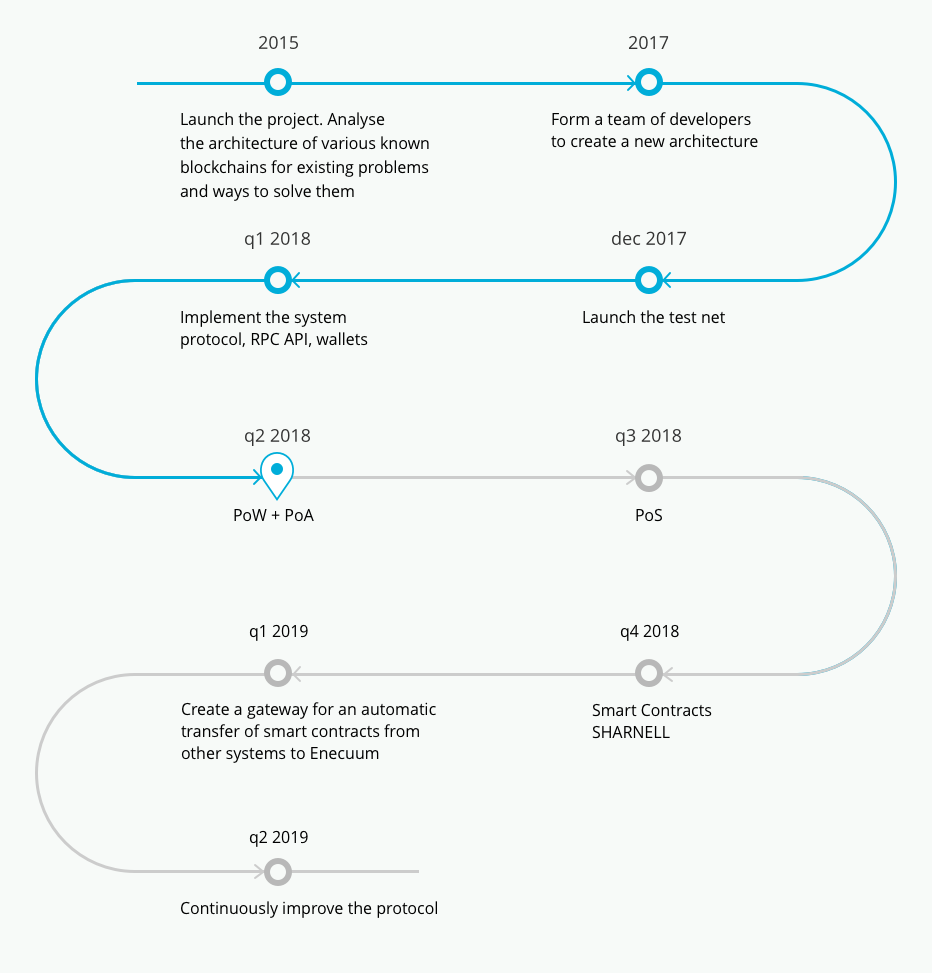 2015
Launch the project. Analyse
the architecture of various known
blockchains for existing problems
and ways to solve them
2017
Form a team of developers
to create a new architecture
dec 2017
Launch the test net
q1 2018
Implement the system
protocol, RPC API, wallets
q2 2018
PoW + PoA
q3 2018
PoS
q4 2018
Smart Contracts
SHARNELL
q1 2019
Create a gateway for an automatic
transfer of smart contracts from
other systems to Enecuum
q2 2019
Continuously improve the protocol